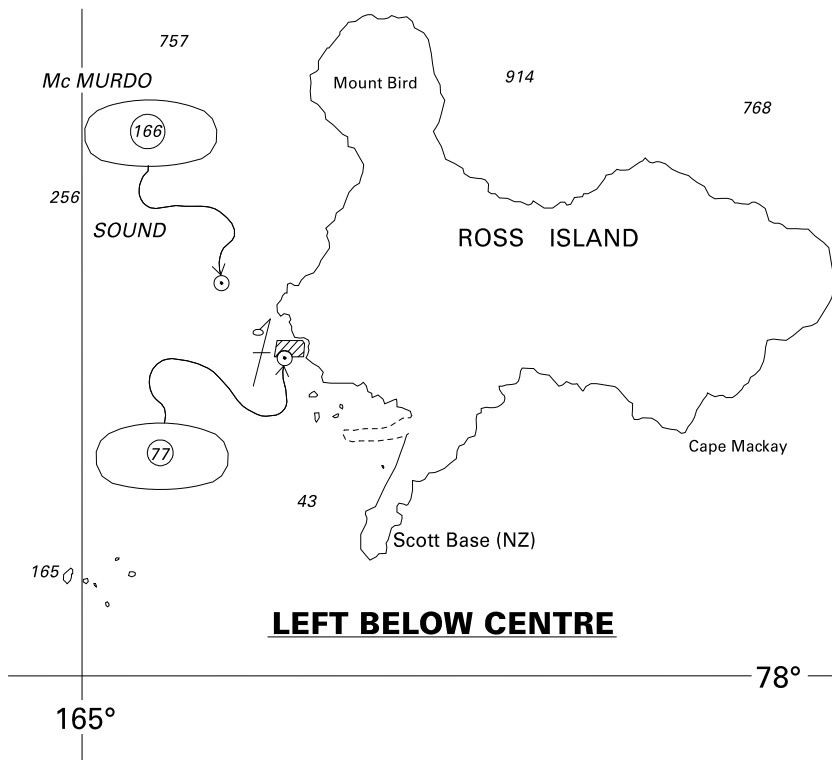 757
Mc MURDO
Mount Bird
914
768
166
256
SOUND
ROSS ISLAND
Cape Mackay
77
43
Scott Base (NZ)
165
LEFT BELOW CENTRE
78°
165°